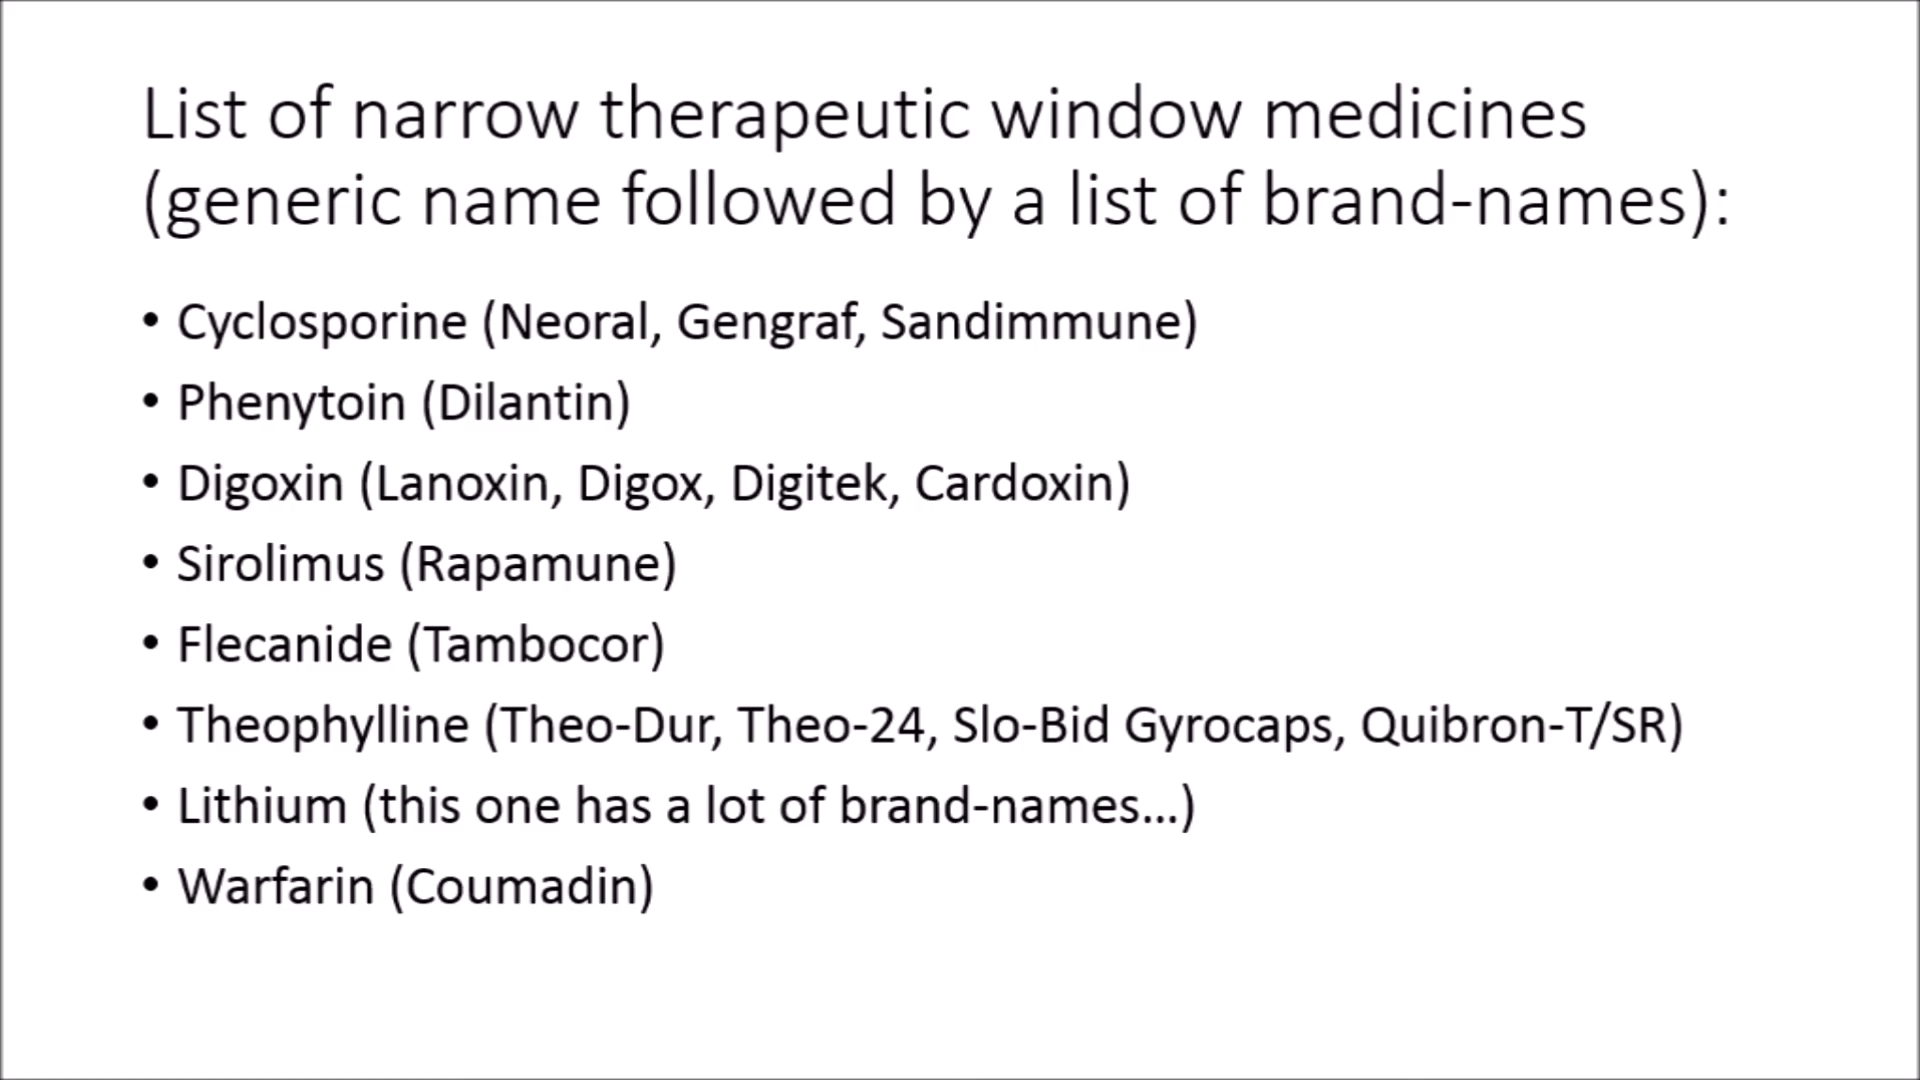 List of narrow therapeutic window medicines
(generic name followed by a list of brand-names):
• Cyclosporine (Neoral, Gengraf, Sandimmune)
• Phenytoin (Dilantin)
• Digoxin (Lanoxin, Digox, Digitek, Cardoxin)
• Sirolimus (Rapamune)
• Flecanide (Tambocor)
• Theophylline (Theo-Dur, Theo-24, Slo-Bid Gyrocaps, Quibron-T/SR)
• Lithium (this one has a lot of brand-names...)
• Warfarin (Coumadin)